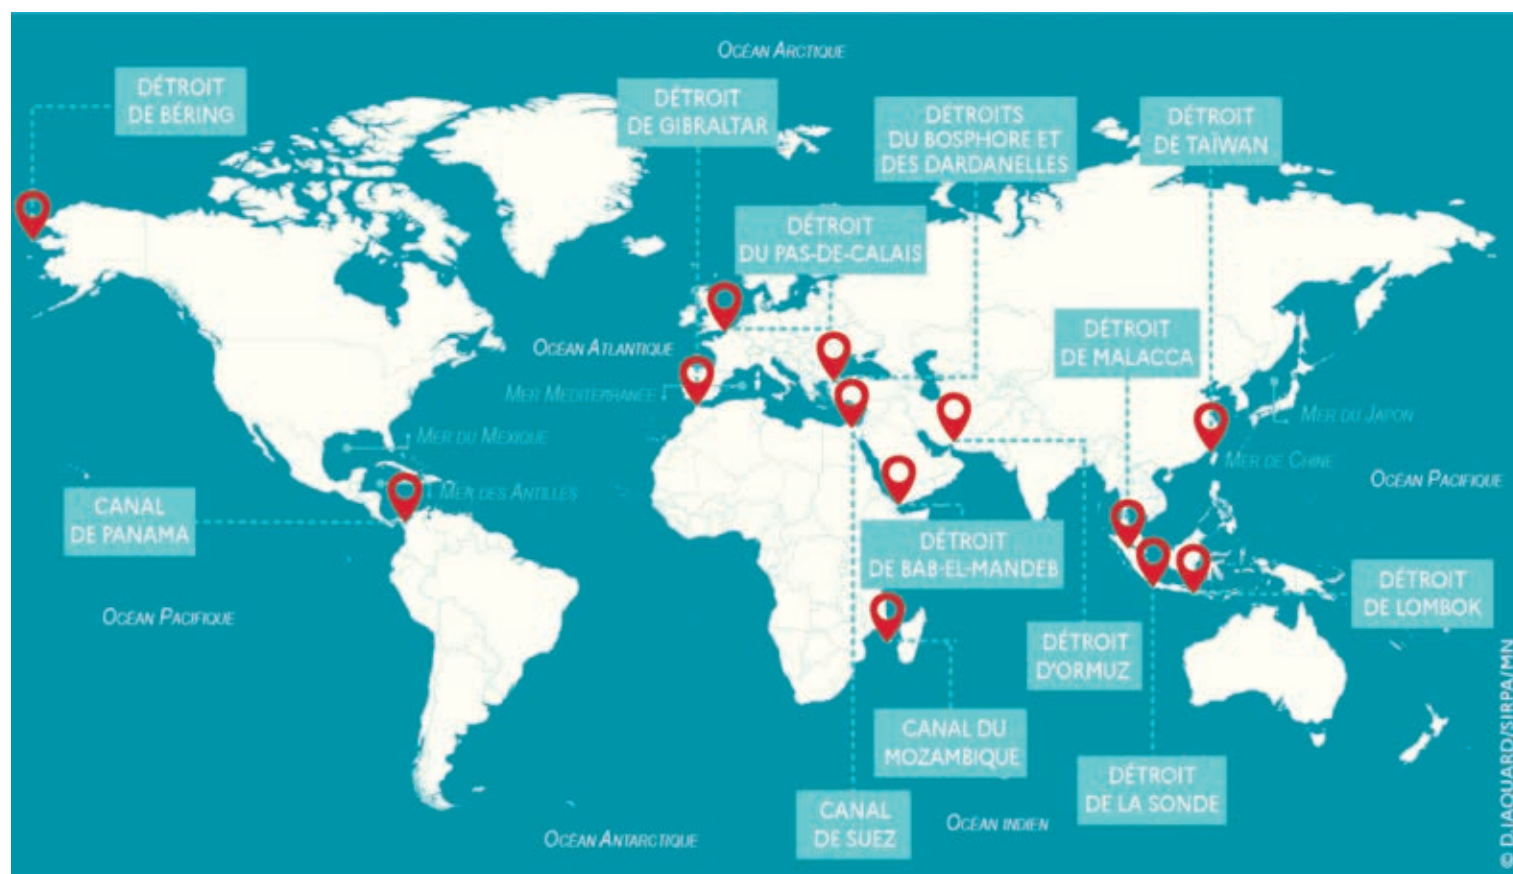 OCÉAN ARCTIQUE
DÉTROIT
DE BÉRING
DÉTROIT
DE GIBRALTAR
DÉTROITS
DU BOSPHORE ET
DES DARDANELLES
DÉTROIT
DE TAÏWAN
DÉTROIT
DU PAS-DE-CALAIS
DÉTROIT
DE MALACCA
OCÉAN ATLANTIQUE
MER MÉDITERRANÉE
MER DU JAPON
MER DU MEXIQUE
MER DE CHINE
OCÉAN PACIFIQUE
MER DES ANTILLES
CANAL
DE PANAMA
DÉTROIT
DE BAB-EL-MANDEB
DÉTROIT
DE LOMBOK
OCÉAN PACIFIQUE
DÉTROIT
D'ORMUZ
CANAL DU
MOZAMBIQUE
DÉTROIT
DE LA SONDE
CANAL
DE SUEZ
OCÉAN INDIEN
OCÉAN ANTARCTIQUE
© D.JAQUARD/SIRPA/MN